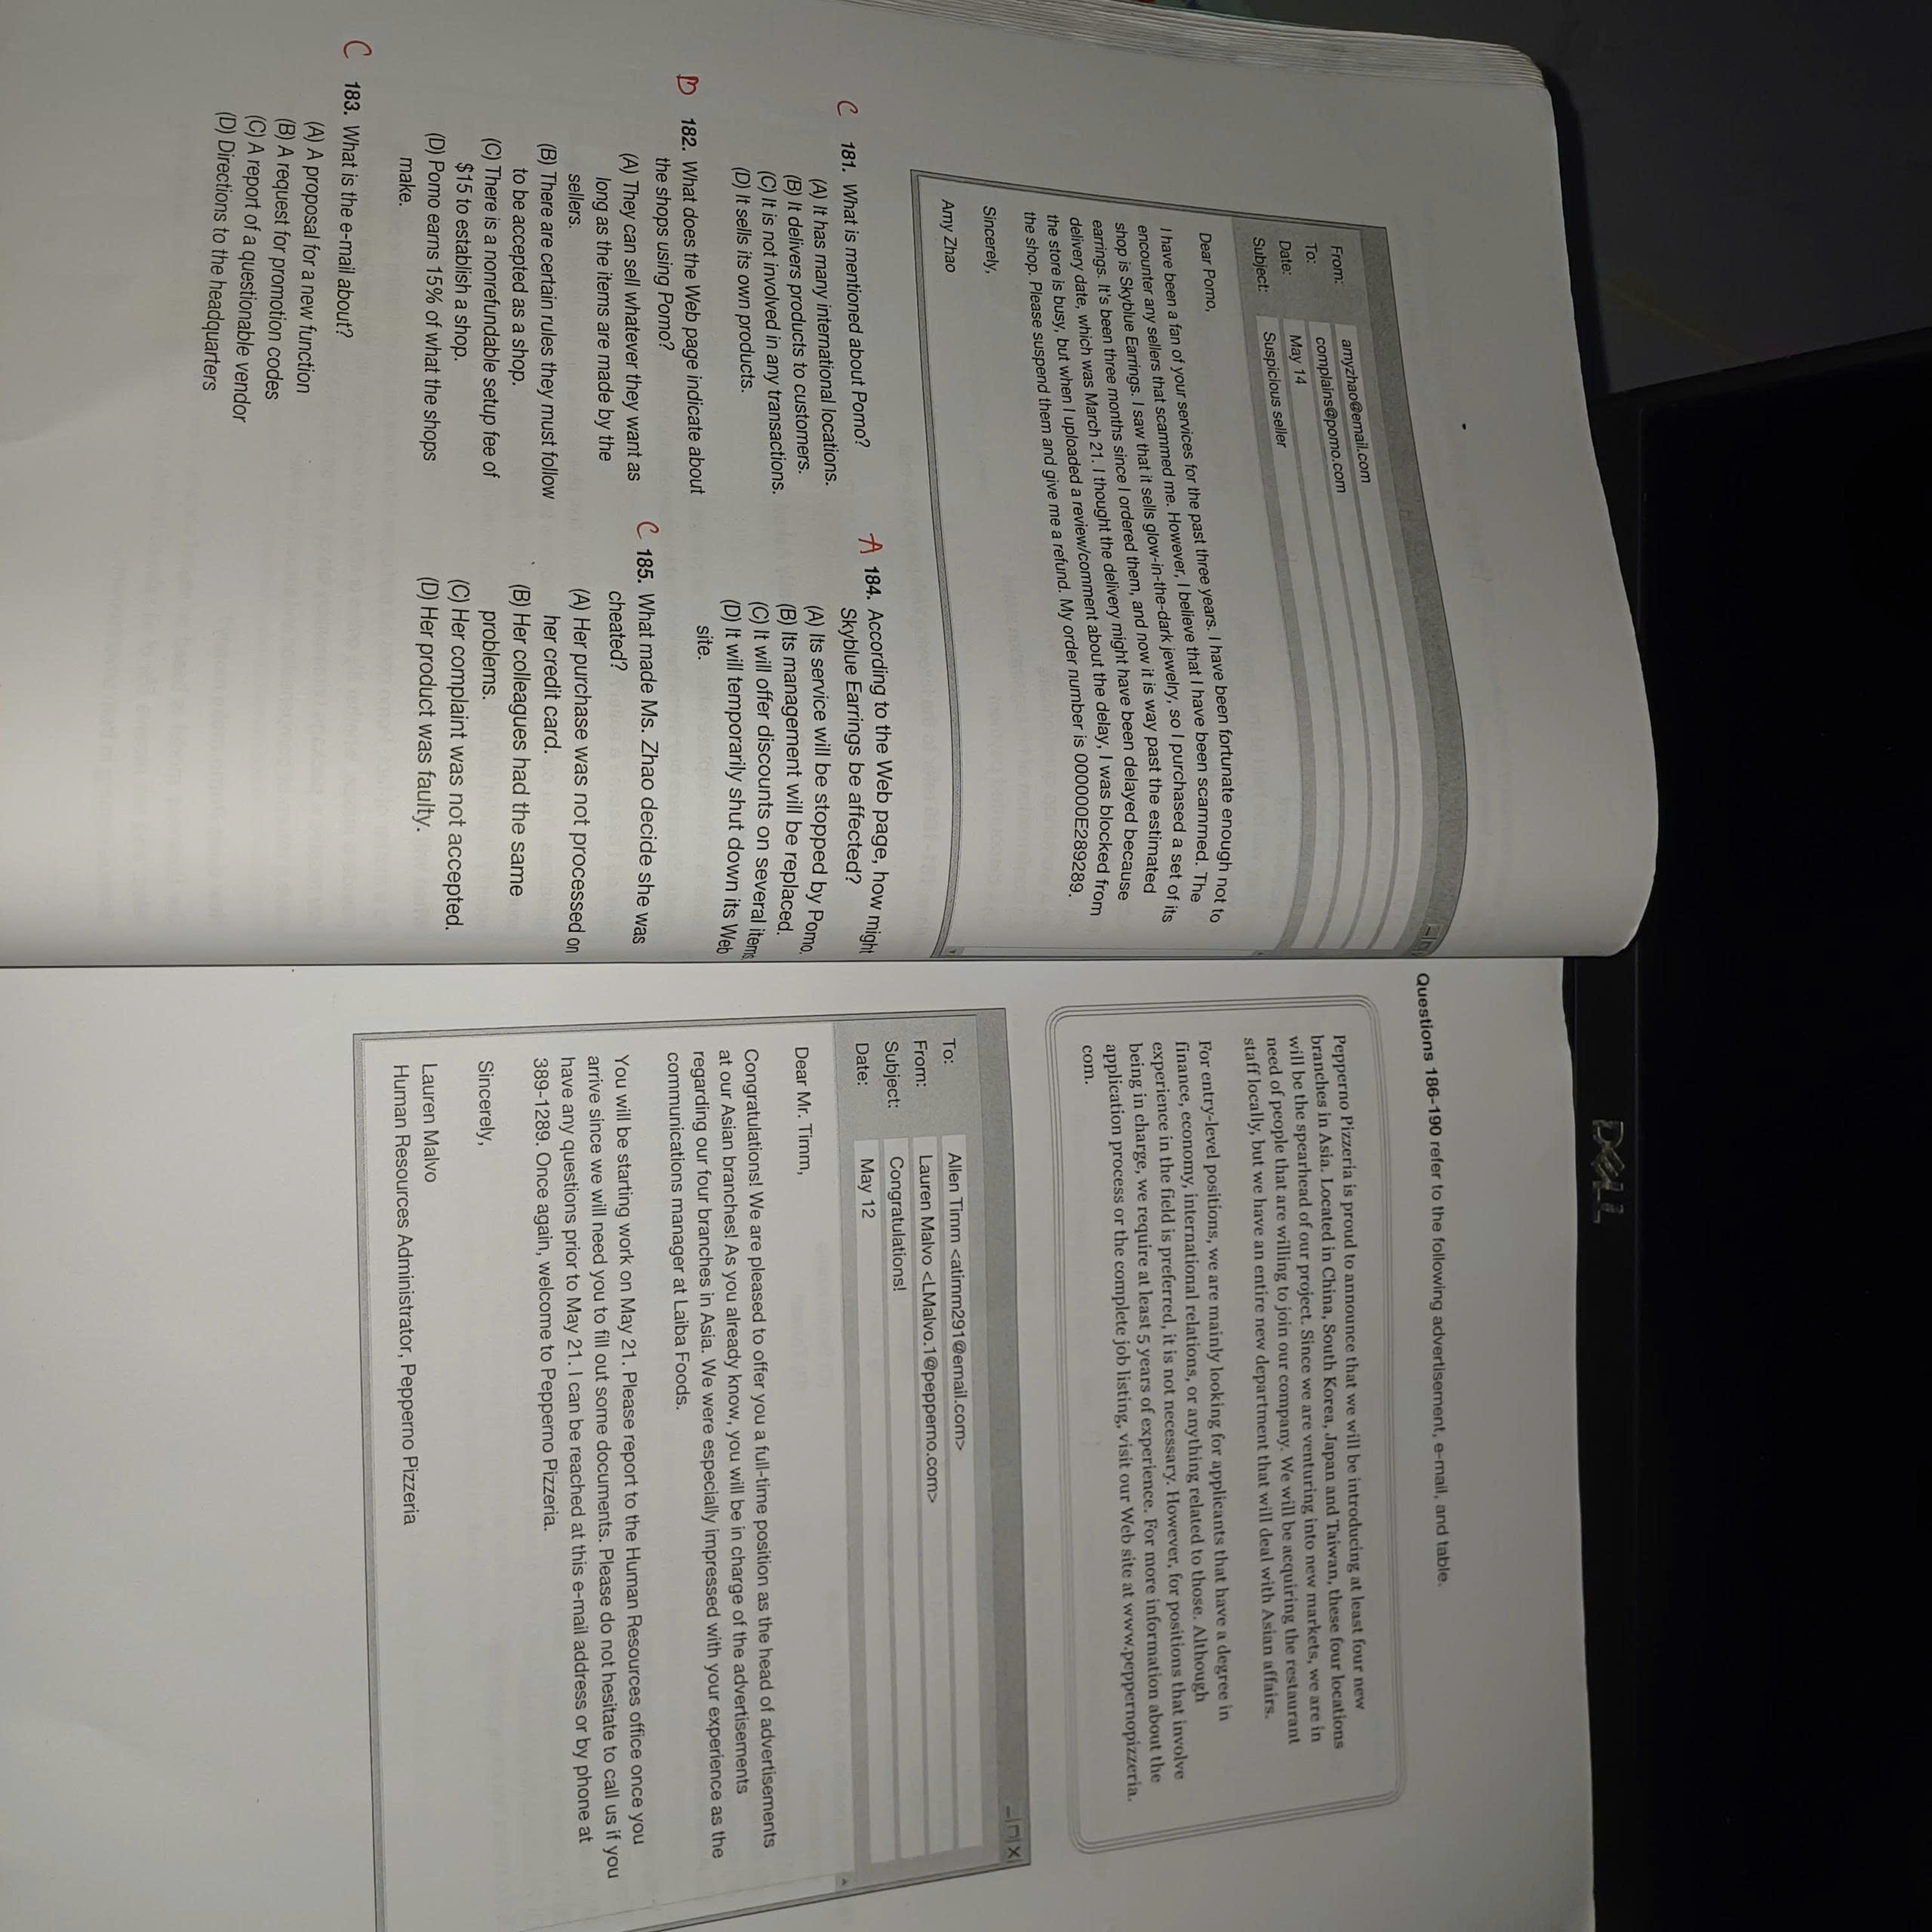 From: amyzhao@email.com
To: complains@pomo.com
Date: May 14
Subject: Suspicious seller
Dear Pomo,
I have been a fan of your services for the past three years. I have been fortunate enough not to
encounter any sellers that scammed me. However, I believe that I have been scammed. The
shop is Skyblue Earrings. I saw that it sells glow-in-the-dark jewelry, so I purchased a set of its
earrings. It's been three months since I ordered them, and now it is way past the estimated
delivery date, which was March 21. I thought the delivery might have been delayed because
the store is busy, but when I uploaded a review/comment about the delay, I was blocked from
the shop. Please suspend them and give me a refund. My order number is 000000E289289.
Sincerely,
Amy Zhao
C 181. What is mentioned about Pomo?
(A) It has many international locations.
(B) It delivers products to customers.
(C) It is not involved in any transactions.
(D) It sells its own products.
D 182. What does the Web page indicate about
the shops using Pomo?
(A) They can sell whatever they want as
long as the items are made by the
sellers.
(B) There are certain rules they must follow
to be accepted as a shop.
(C) There is a nonrefundable setup fee of
$15 to establish a shop.
(D) Pomo earns 15% of what the shops
make.
C 183. What is the e-mail about?
(A) A proposal for a new function
(B) A request for promotion codes
(C) A report of a questionable vendor
(D) Directions to the headquarters
A 184. According to the Web page, how might
Skyblue Earrings be affected?
(A) Its service will be stopped by Pomo.
(B) Its management will be replaced.
(C) It will offer discounts on several items.
(D) It will temporarily shut down its Web
site.
C 185. What made Ms. Zhao decide she was
cheated?
(A) Her purchase was not processed on
her credit card.
(B) Her colleagues had the same
problems.
(C) Her complaint was not accepted.
(D) Her product was faulty.
Questions 186-190 refer to the following advertisement, e-mail, and table.
Pepperno Pizzeria is proud to announce that we will be introducing at least four new
branches in Asia. Located in China, South Korea, Japan and Taiwan, these four locations
will be the spearhead of our project. Since we are venturing into new markets, we are in
need of people that are willing to join our company. We will be acquiring the restaurant
staff locally, but we have an entire new department that will deal with Asian affairs.
For entry-level positions, we are mainly looking for applicants that have a degree in
finance, economy, international relations, or anything related to those. Although
experience in the field is preferred, it is not necessary. However, for positions that involve
being in charge, we require at least 5 years of experience. For more information about the
application process or the complete job listing, visit our Web site at www.peppernopizzeria.
com.
To: Allen Timm <atimm291@email.com>
From: Lauren Malvo <LMalvo.1@pepperno.com>
Subject: Congratulations!
Date: May 12
Dear Mr. Timm,
Congratulations! We are pleased to offer you a full-time position as the head of advertisements
at our Asian branches! As you already know, you will be in charge of the advertisements
regarding our four branches in Asia. We were especially impressed with your experience as the
communications manager at Laiba Foods.
You will be starting work on May 21. Please report to the Human Resources office once you
arrive since we will need you to fill out some documents. Please do not hesitate to call us if you
have any questions prior to May 21. I can be reached at this e-mail address or by phone at
389-1289. Once again, welcome to Pepperno Pizzeria.
Sincerely,
Lauren Malvo
Human Resources Administrator, Pepperno Pizzeria
DELL